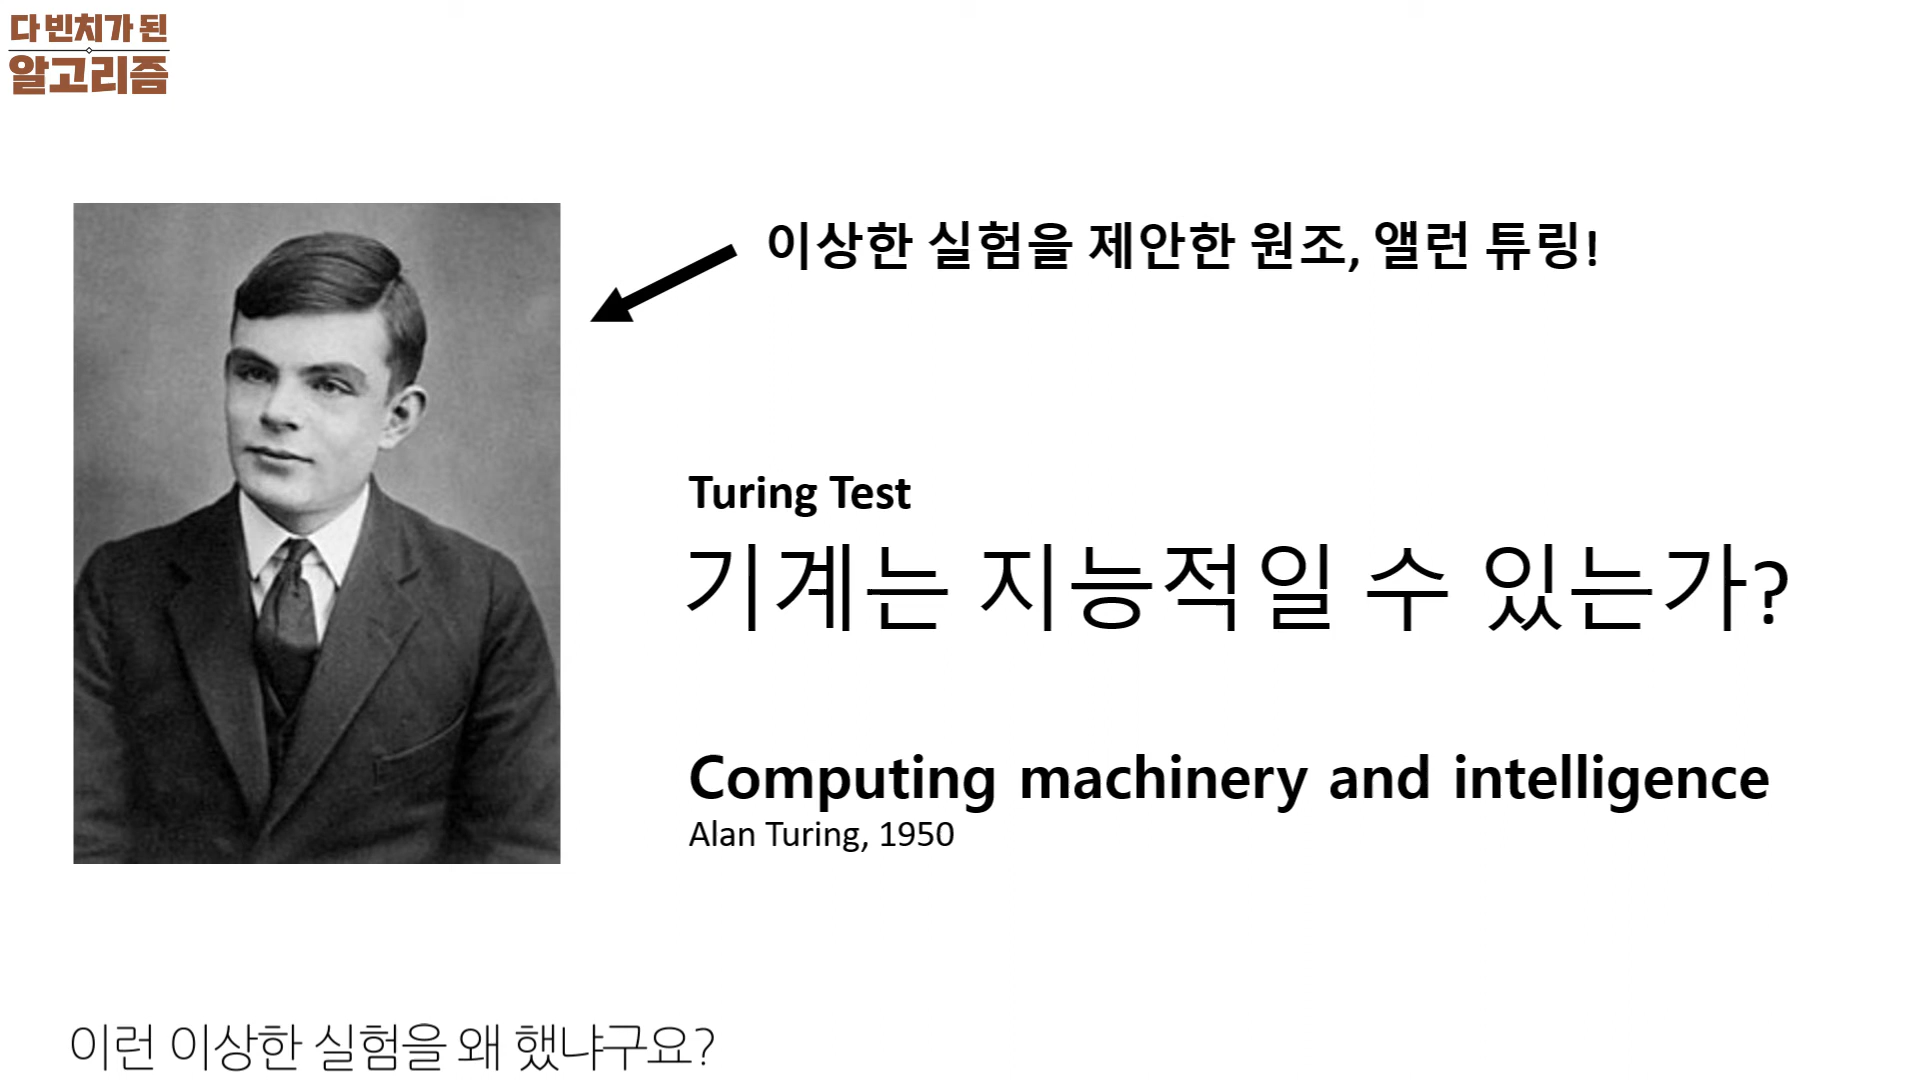 다빈치가 된
알고리즘
이상한 실험을 제안한 원조, 앨런 튜링!
Turing Test
기계는 지능적일 수 있는가?
Computing machinery and intelligence
Alan Turing, 1950
이런 이상한 실험을 왜 했냐구요?